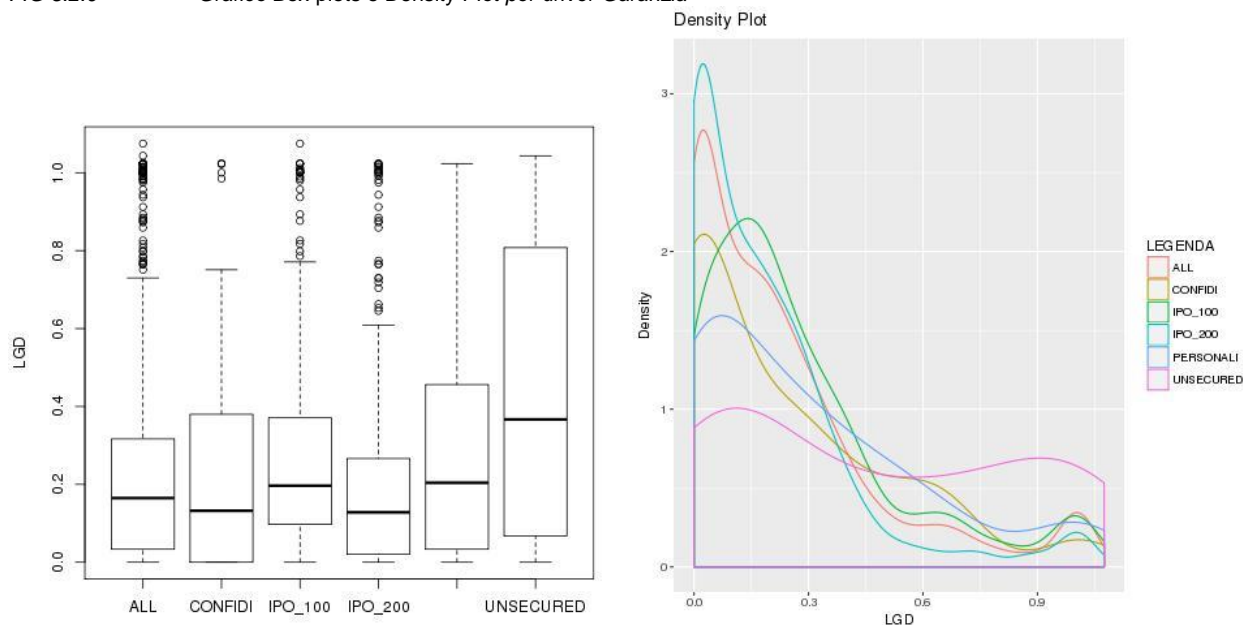 Grafico Box plots e Density Plot per driver Garanzia
Density Plot
LGD
0.0
0.2
0.4
0.6
0.8
1.0
ALL CONFIDI IPO_100 IPO_200 UNSECURED
Density
0
1
2
3
0.0 0.3 0.6 0.9
LGD
LEGENDA
ALL
CONFIDI
IPO_100
IPO_200
PERSONALI
UNSECURED